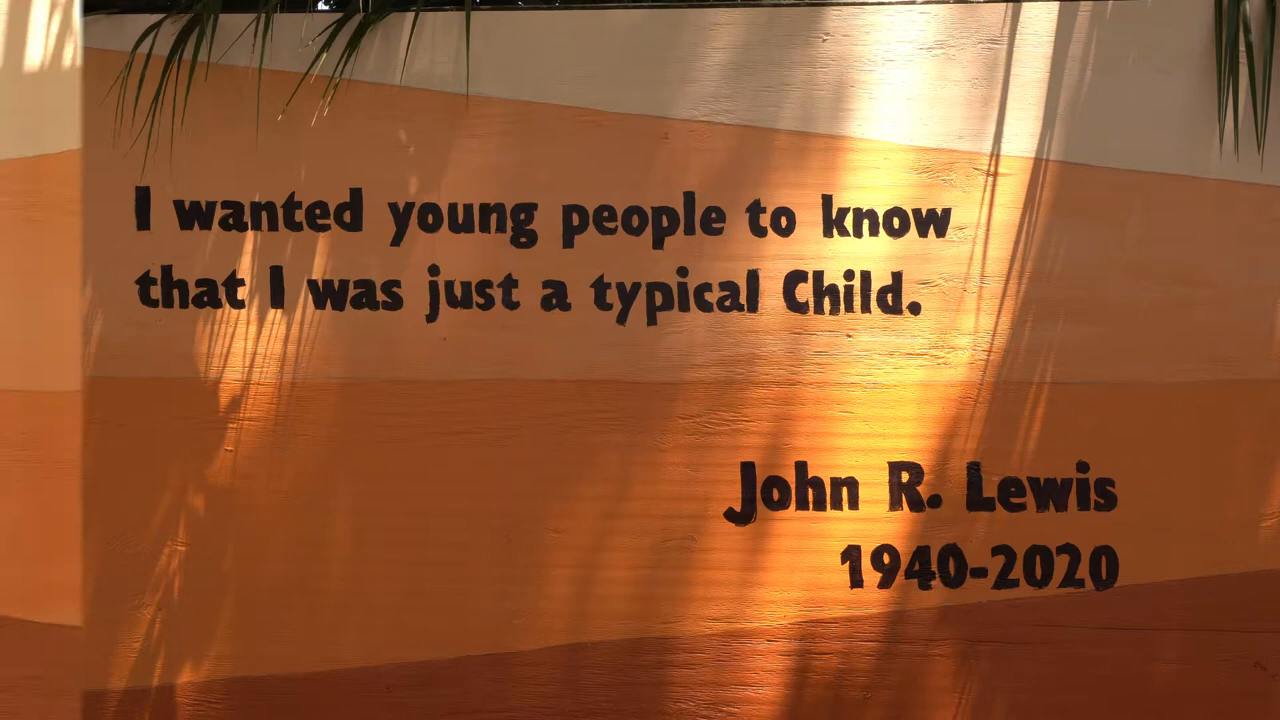 I wanted young people to know
that I was just a typical Child.
John R. Lewis
1940-2020